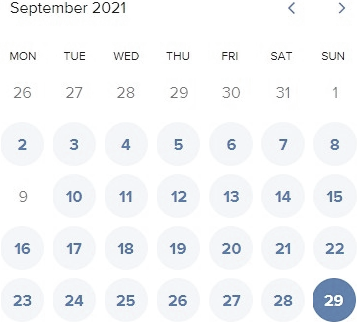 September 2021
MON TUE WED THU FRI SAT SUN
26 27 28 29 30 31 1
2 3 4 5 6 7 8
9 10 11 12 13 14 15
16 17 18 19 20 21 22
23 24 25 26 27 28 29